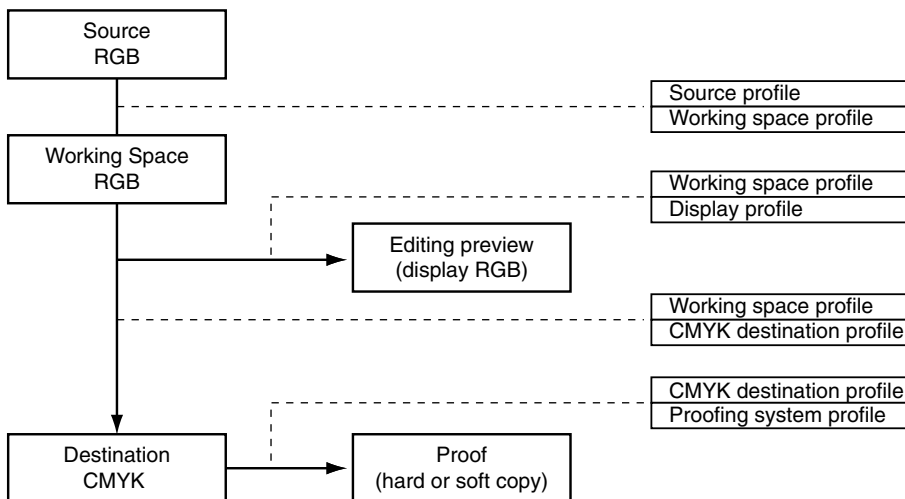 Source
RGB
Source profile
Working space profile
Working Space
RGB
Working space profile
Display profile
Editing preview
(display RGB)
Working space profile
CMYK destination profile
CMYK destination profile
Proofing system profile
Destination
CMYK
Proof
(hard or soft copy)